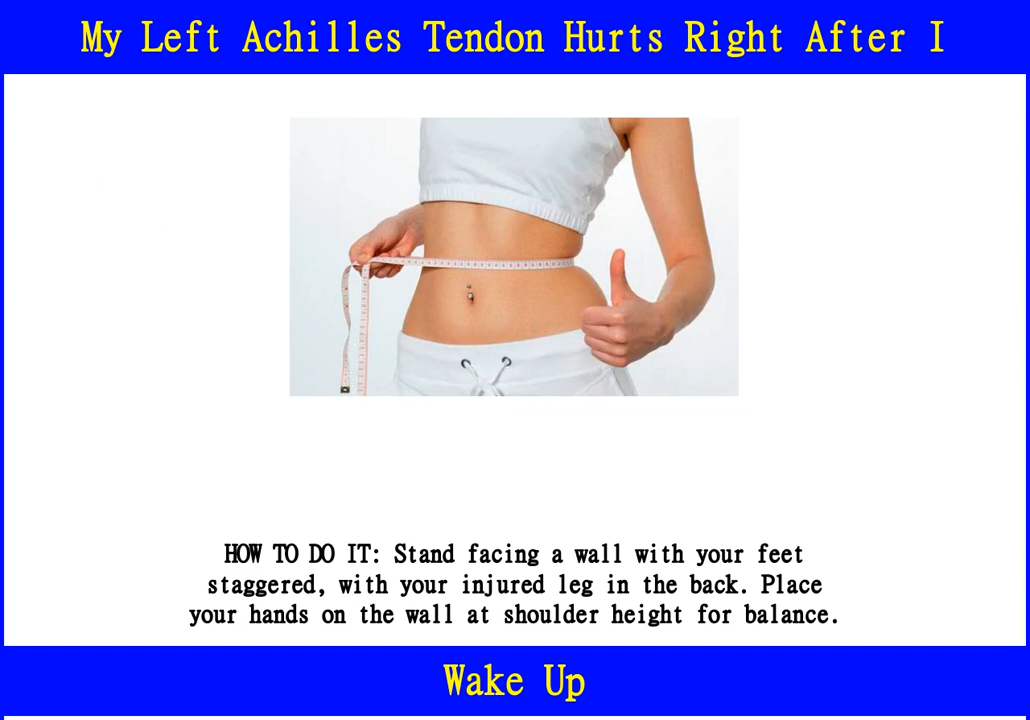 My Left Achilles Tendon Hurts Right After I
HOW TO DO IT: Stand facing a wall with your feet
staggered, with your injured leg in the back. Place
your hands on the wall at shoulder height for balance.
Wake Up